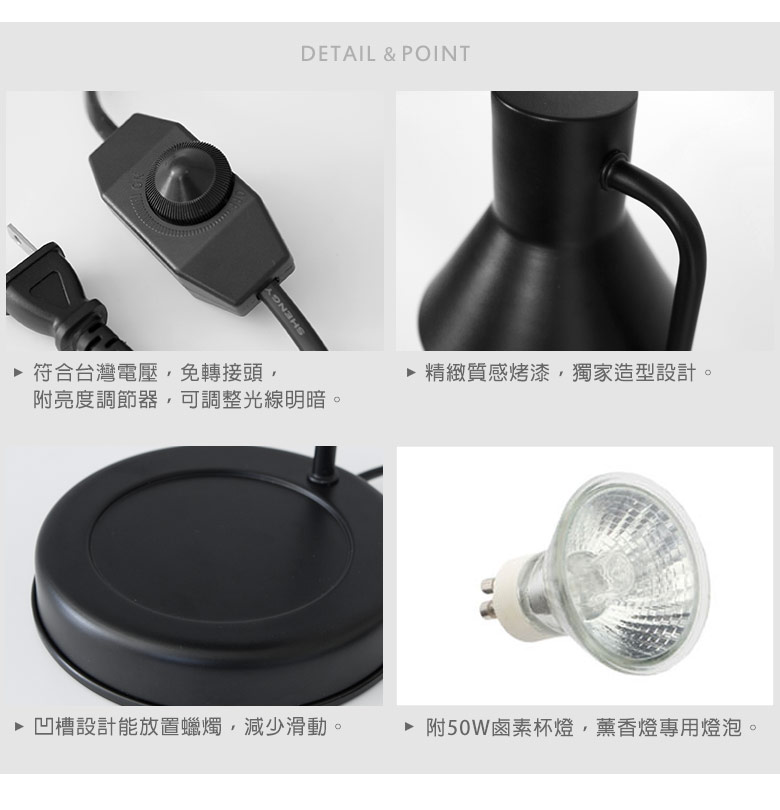 DETAIL & POINT
SHENGY
▸ 符合台灣電壓，免轉接頭，
附亮度調節器，可調整光線明暗。
▸ 精緻質感烤漆，獨家造型設計。
▸ 凹槽設計能放置蠟燭，減少滑動。
▸ 附50W鹵素杯燈，薰香燈專用燈泡。